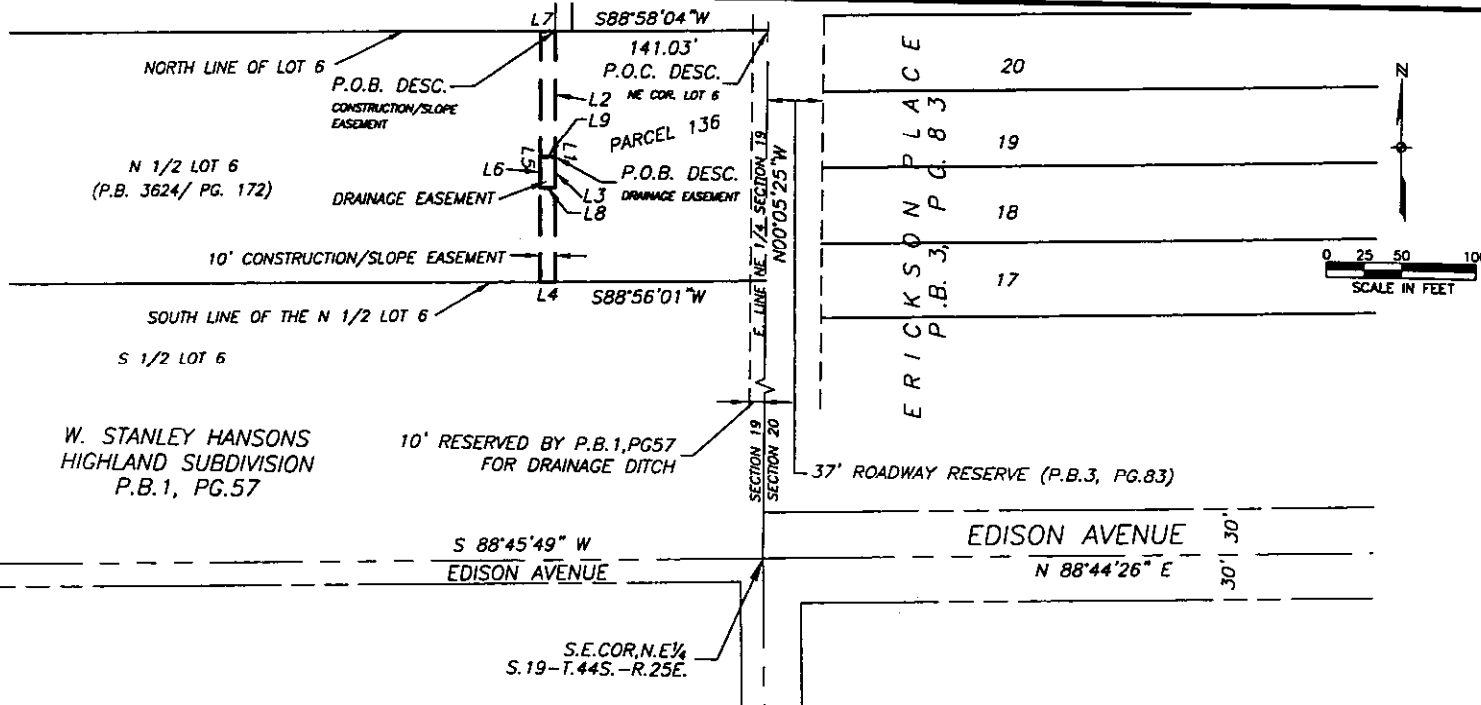 L7
S88°58'04"W
NORTH LINE OF LOT 6
141.03'
P.O.B. DESC.
CONSTRUCTION/SLOPE
EASEMENT
P.O.C. DESC.
NE COR. LOT 6
L2
L9
PARCEL 136
L5
L1
L6
P.O.B. DESC.
DRAINAGE EASEMENT
N 1/2 LOT 6
(P.B. 3624/ PG. 172)
DRAINAGE EASEMENT
L3
L8
10' CONSTRUCTION/SLOPE EASEMENT
L4
S88°56'01"W
SOUTH LINE OF THE N 1/2 LOT 6
S 1/2 LOT 6
E. LINE NE 1/4 SECTION 19
N00°05'25"W
ERICKSON PLACE
P.B. 3, PG. 83
20
19
18
17
N
0 25 50 100
SCALE IN FEET
W. STANLEY HANSONS
HIGHLAND SUBDIVISION
P.B.1, PG.57
10' RESERVED BY P.B.1,PG57
FOR DRAINAGE DITCH
SECTION 19
SECTION 20
37' ROADWAY RESERVE (P.B.3, PG.83)
S 88°45'49" W
EDISON AVENUE
EDISON AVENUE
N 88°44'26" E
30'
30'
S.E.COR,N.E¼
S.19-T.44S.-R.25E.